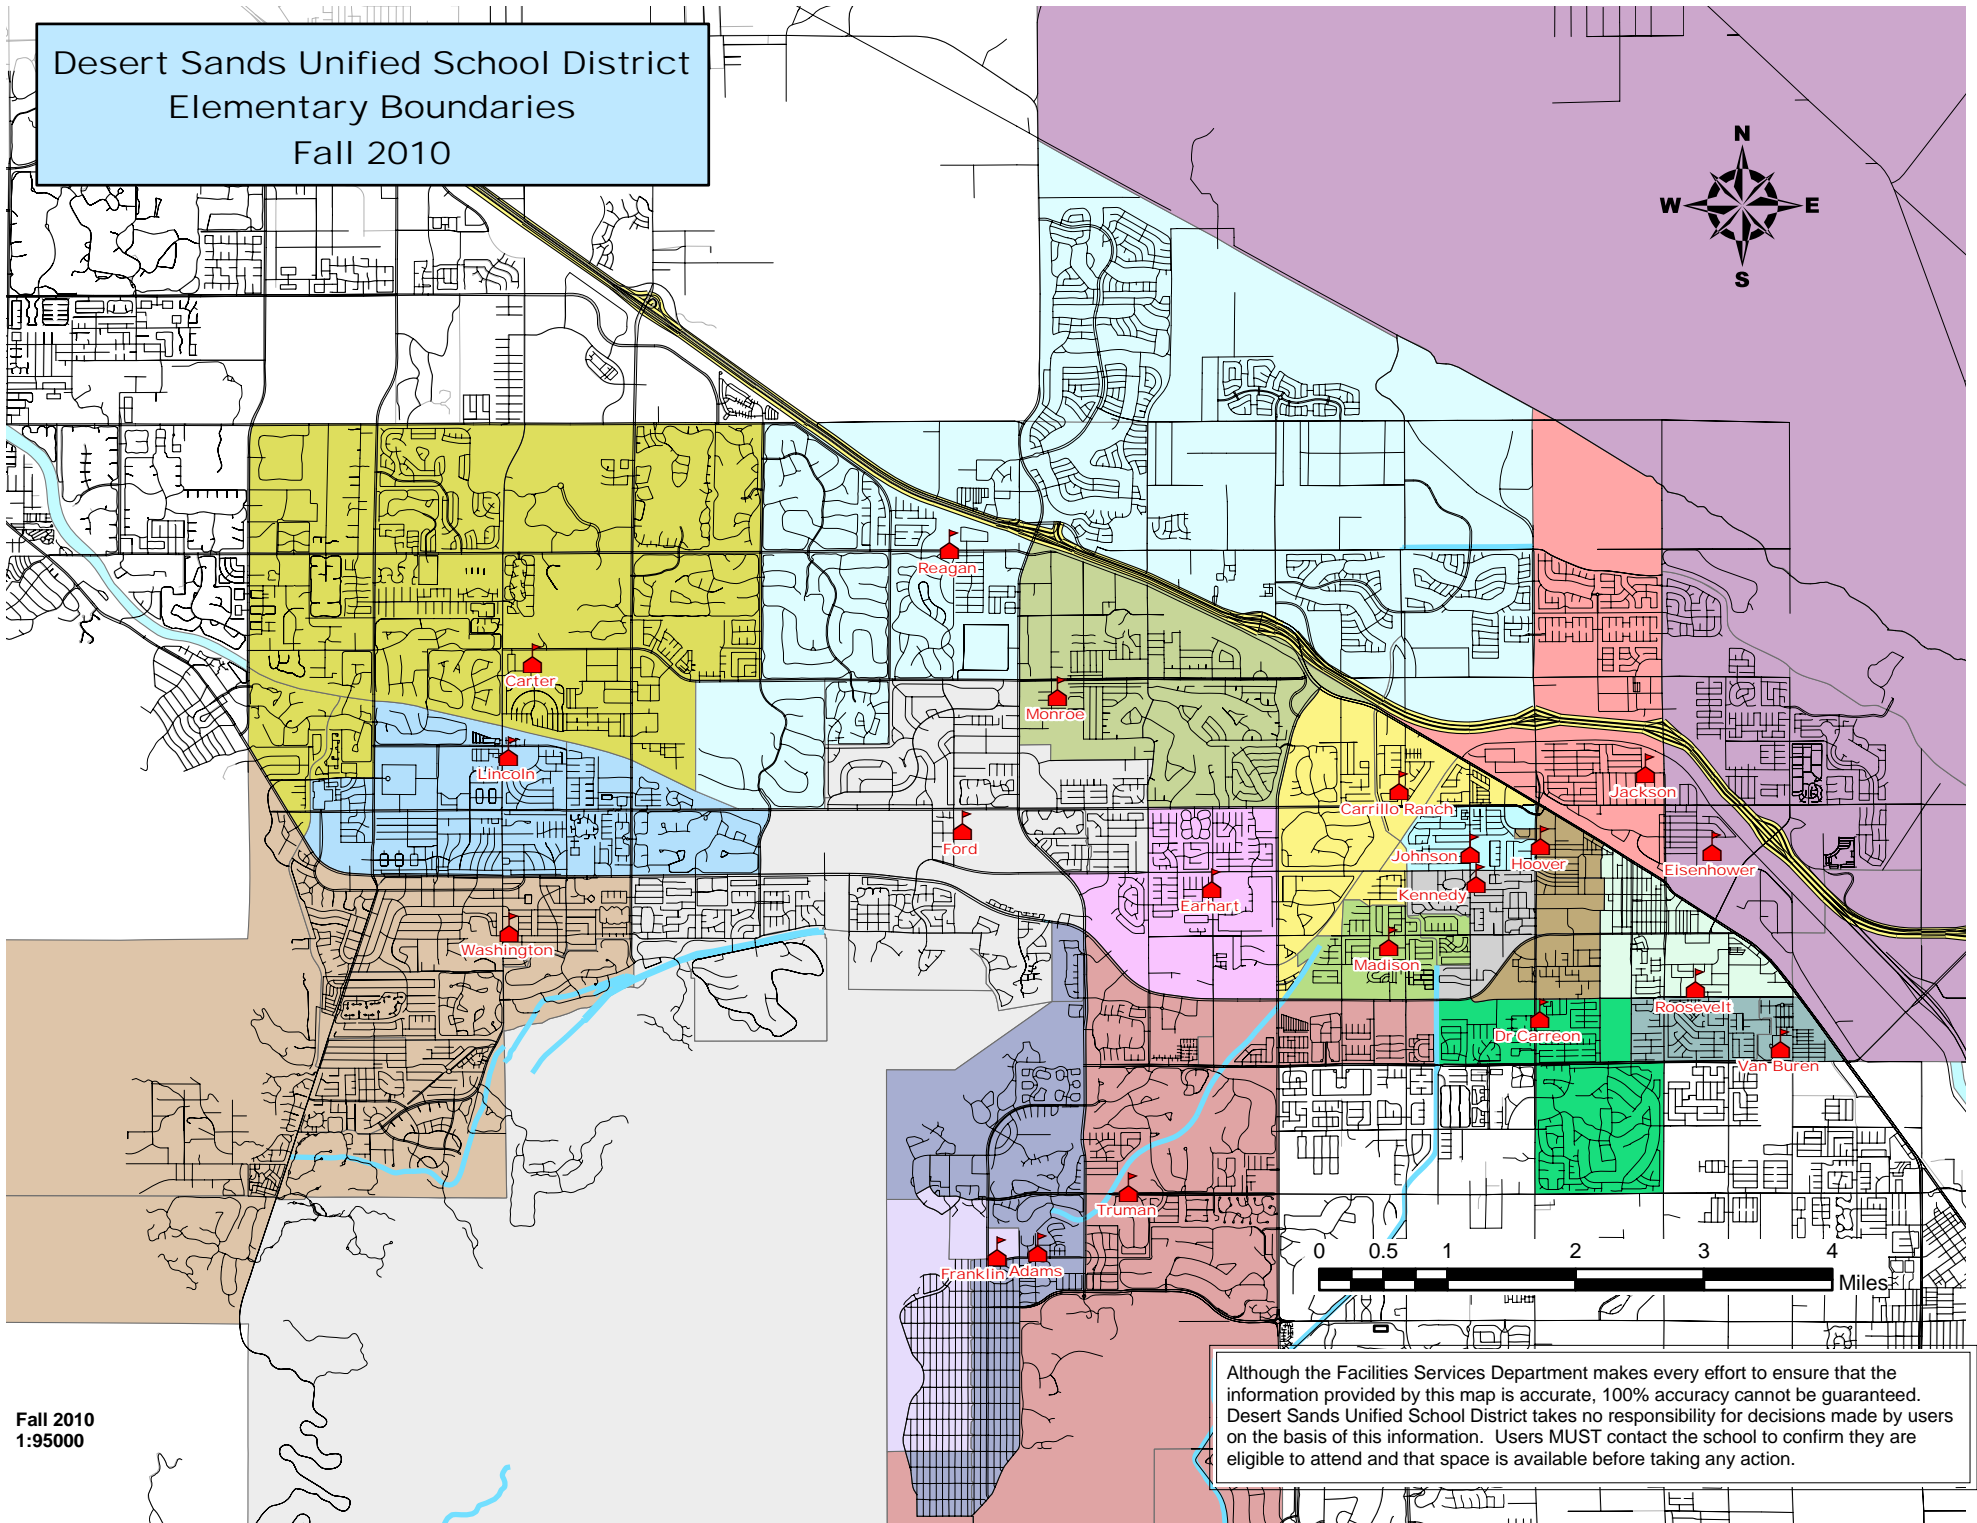 Desert Sands Unified School District
Elementary Boundaries
Fall 2010
N
W
E
S
Reagan
Carter
Monroe
Lincoln
Jackson
Carrillo Ranch
Ford
Johnson
Hoover
Eisenhower
Kennedy
Earhart
Washington
Madison
Roosevelt
Dr Carreon
Van Buren
Truman
Franklin
Adams
0 0.5 1 2 3 4
Miles
Although the Facilities Services Department makes every effort to ensure that the
information provided by this map is accurate, 100% accuracy cannot be guaranteed.
Desert Sands Unified School District takes no responsibility for decisions made by users
on the basis of this information.  Users MUST contact the school to confirm they are
eligible to attend and that space is available before taking any action.
Fall 2010
1:95000